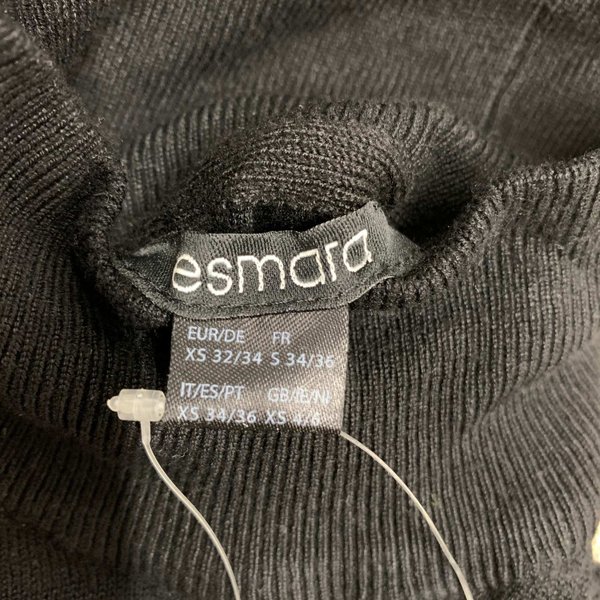 esmara
EUR/DE FR
XS 32/34 S 34/36
IT/ES/PT GB/IE/NI
XS 34/36 XS 4/6